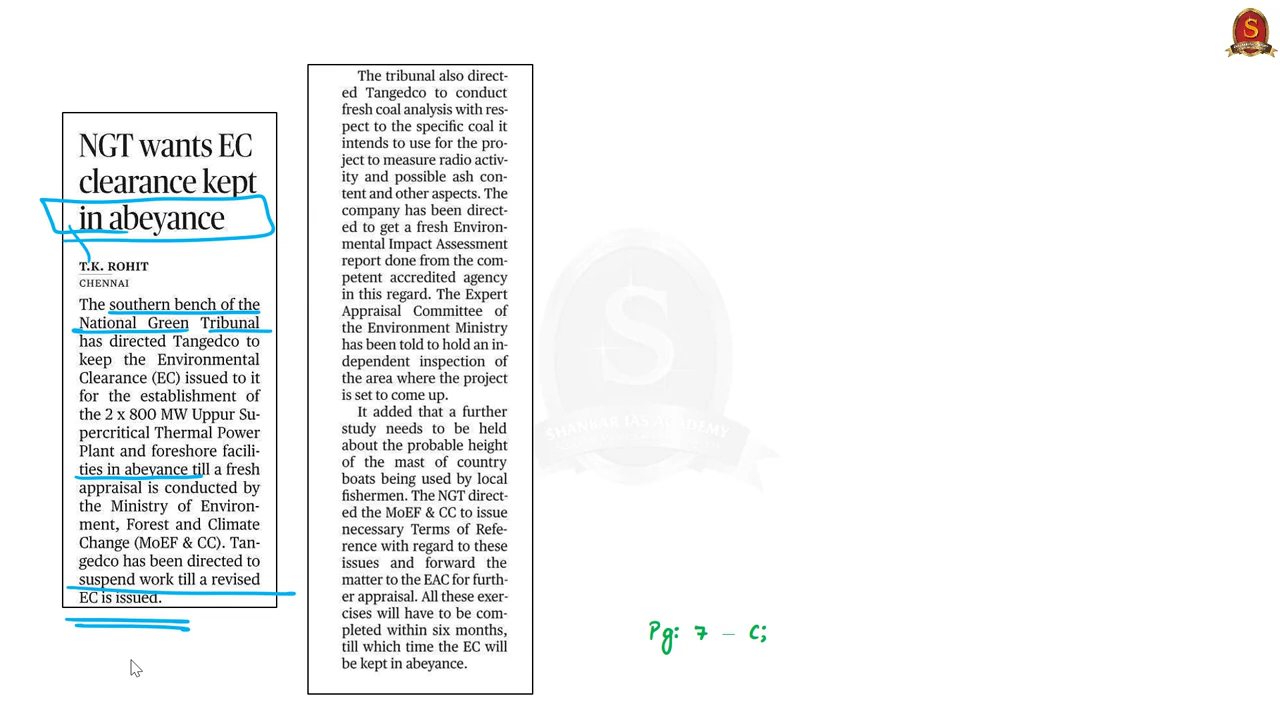 NGT wants EC
clearance kept
in abeyance
T.K. ROHIT
CHENNAI
The southern bench of the
National Green Tribunal
has directed Tangedco to
keep the Environmental
Clearance (EC) issued to it
for the establishment of
the 2 x 800 MW Uppur Su-
percritical Thermal Power
Plant and foreshore facili-
ties in abeyance till a fresh
appraisal is conducted by
the Ministry of Environ-
ment, Forest and Climate
Change (MoEF & CC). Tan-
gedco has been directed to
suspend work till a revised
EC is issued.
The tribunal also direct-
ed Tangedco to conduct
fresh coal analysis with res-
pect to the specific coal it
intends to use for the pro-
ject to measure radio activ-
ity and possible ash con-
tent and other aspects. The
company has been direct-
ed to get a fresh Environ-
mental Impact Assessment
report done from the com-
petent accredited agency
in this regard. The Expert
Appraisal Committee of
the Environment Ministry
has been told to hold an in-
dependent inspection of
the area where the project
is set to come up.
It added that a further
study needs to be held
about the probable height
of the mast of country
boats being used by local
fishermen. The NGT direct-
ed the MoEF & CC to issue
necessary Terms of Refe-
rence with regard to these
issues and forward the
matter to the EAC for furth-
er appraisal. All these exer-
cises will have to be com-
pleted within six months,
till which time the EC will
be kept in abeyance.
S
SHANKAR IAS ACADEMY
Pg: 7 – C;
S